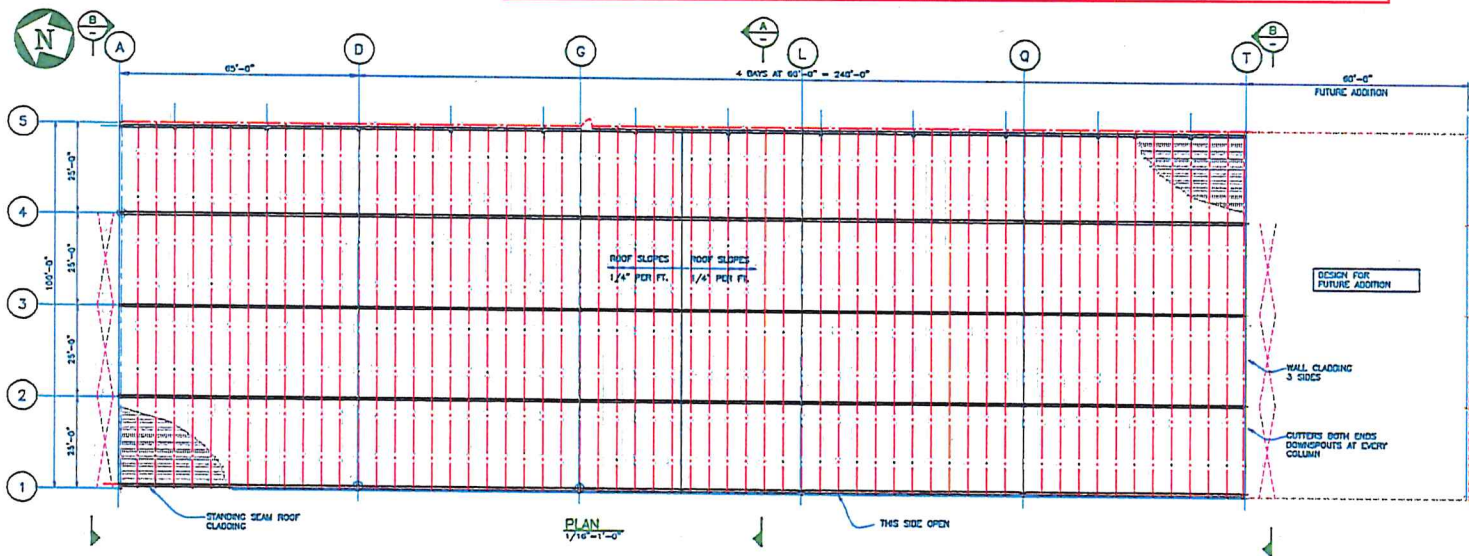 N
B
-
A
D
G
A
-
L
Q
B
-
T
65'-0"
4 BAYS AT 60'-0" = 240'-0"
60'-0"
FUTURE ADDITION
5
4
3
2
1
25'-0"
25'-0"
25'-0"
25'-0"
100'-0"
ROOF SLOPES
1/4" PER FT.
ROOF SLOPES
1/4" PER FT.
DESIGN FOR
FUTURE ADDITION
WALL CLADDING
3 SIDES
GUTTERS BOTH ENDS
DOWNSPOUTS AT EVERY
COLUMN
STANDING SEAM ROOF
CLADDING
PLAN
1/16"=1'-0"
THIS SIDE OPEN